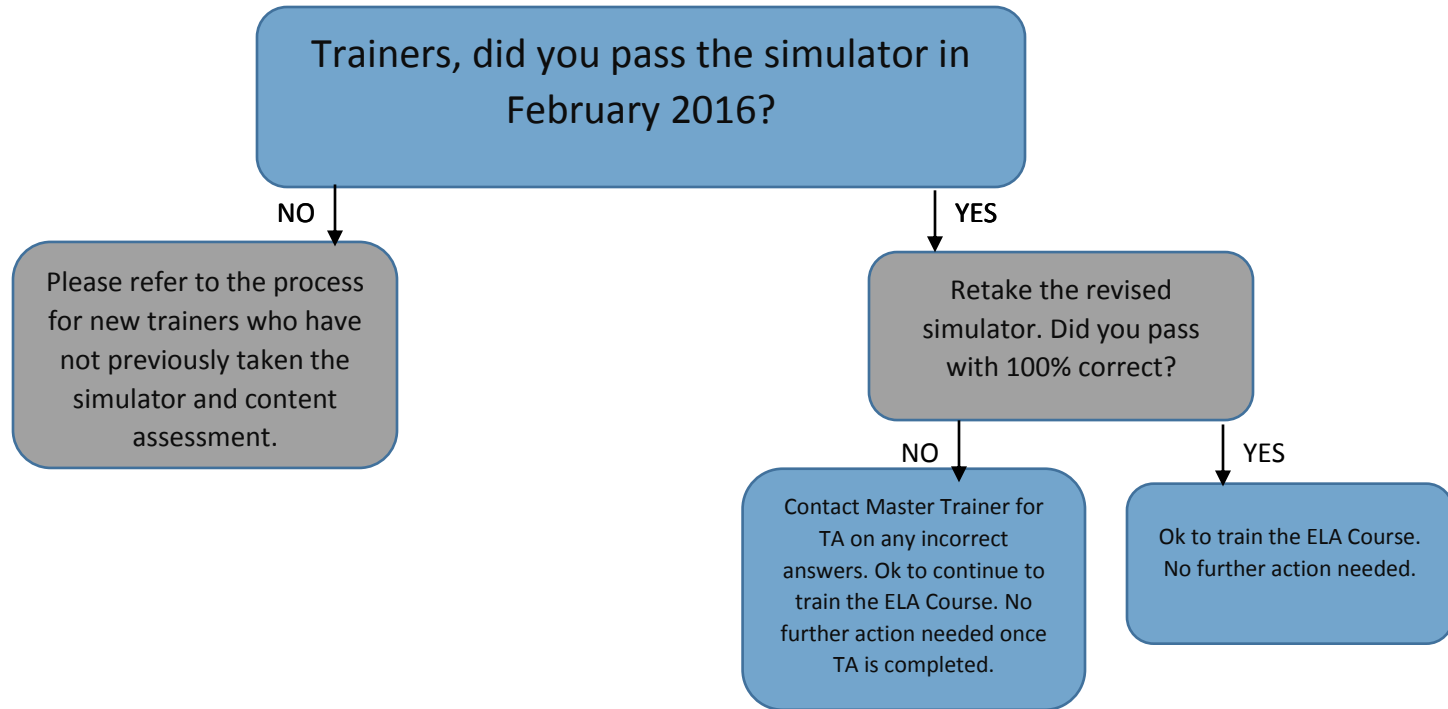 Trainers, did you pass the simulator in
February 2016?
NO
YES
Please refer to the process
for new trainers who have
not previously taken the
simulator and content
assessment.
Retake the revised
simulator. Did you pass
with 100% correct?
NO
YES
Contact Master Trainer for
TA on any incorrect
answers. Ok to continue to
train the ELA Course. No
further action needed once
TA is completed.
Ok to train the ELA Course.
No further action needed.